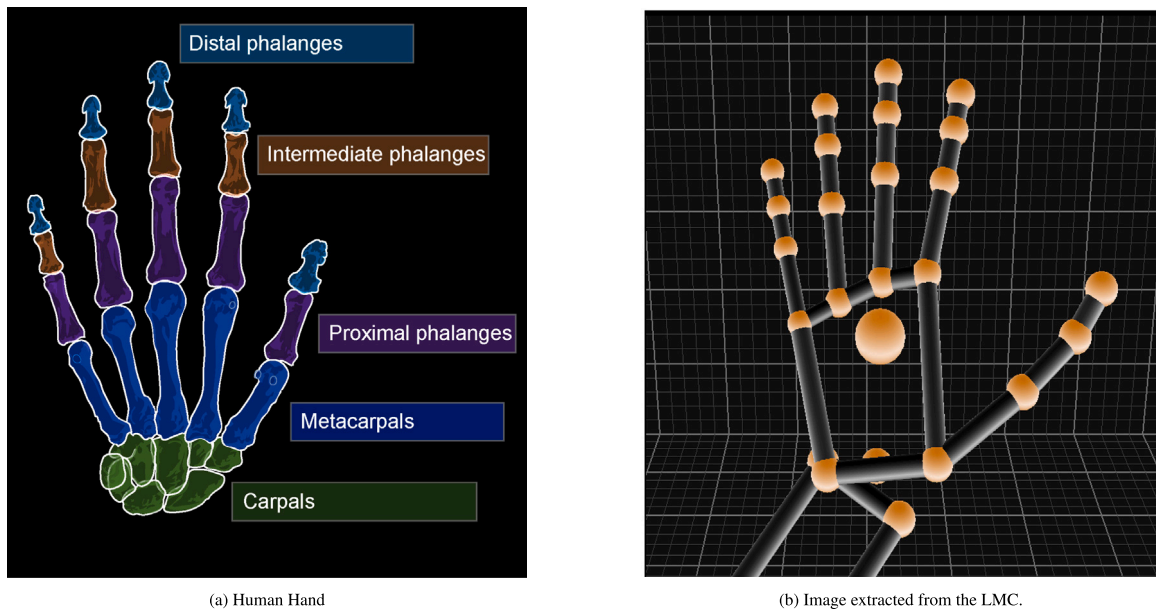 Distal phalanges
Intermediate phalanges
Proximal phalanges
Metacarpals
Carpals
(a) Human Hand
(b) Image extracted from the LMC.